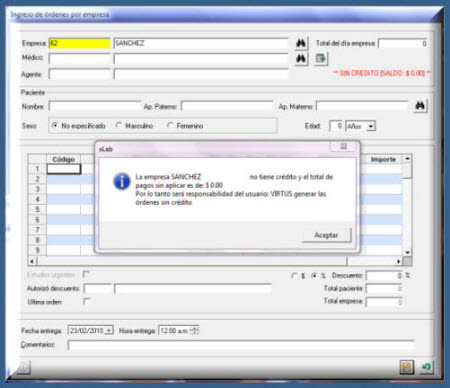 Ingreso de órdenes por empresa
Empresa: 62 SANCHEZ Total del día empresa: 0
Médico:
Agente: ** SIN CREDITO [SALDO: $ 0.00] **
Paciente
Nombre: Ap. Paterno: Ap. Materno:
Sexo: No especificado Masculino Femenino Edad: 0 Años
xLab
La empresa SANCHEZ no tiene crédito y el total de
pagos sin aplicar es de: $ 0.00
Por lo tanto será responsabilidad del usuario: VIRTUS generar las
órdenes sin crédito
Aceptar
Código Importe
1
2
3
4
5
6
7
8
9
Estudios urgentes $ % Descuento: 0 %
Autorizó descuento: Total paciente: 0
Ultima orden Total empresa: 0
Fecha entrega: 23/02/2010 Hora entrega: 12:00 a.m.
Comentarios: